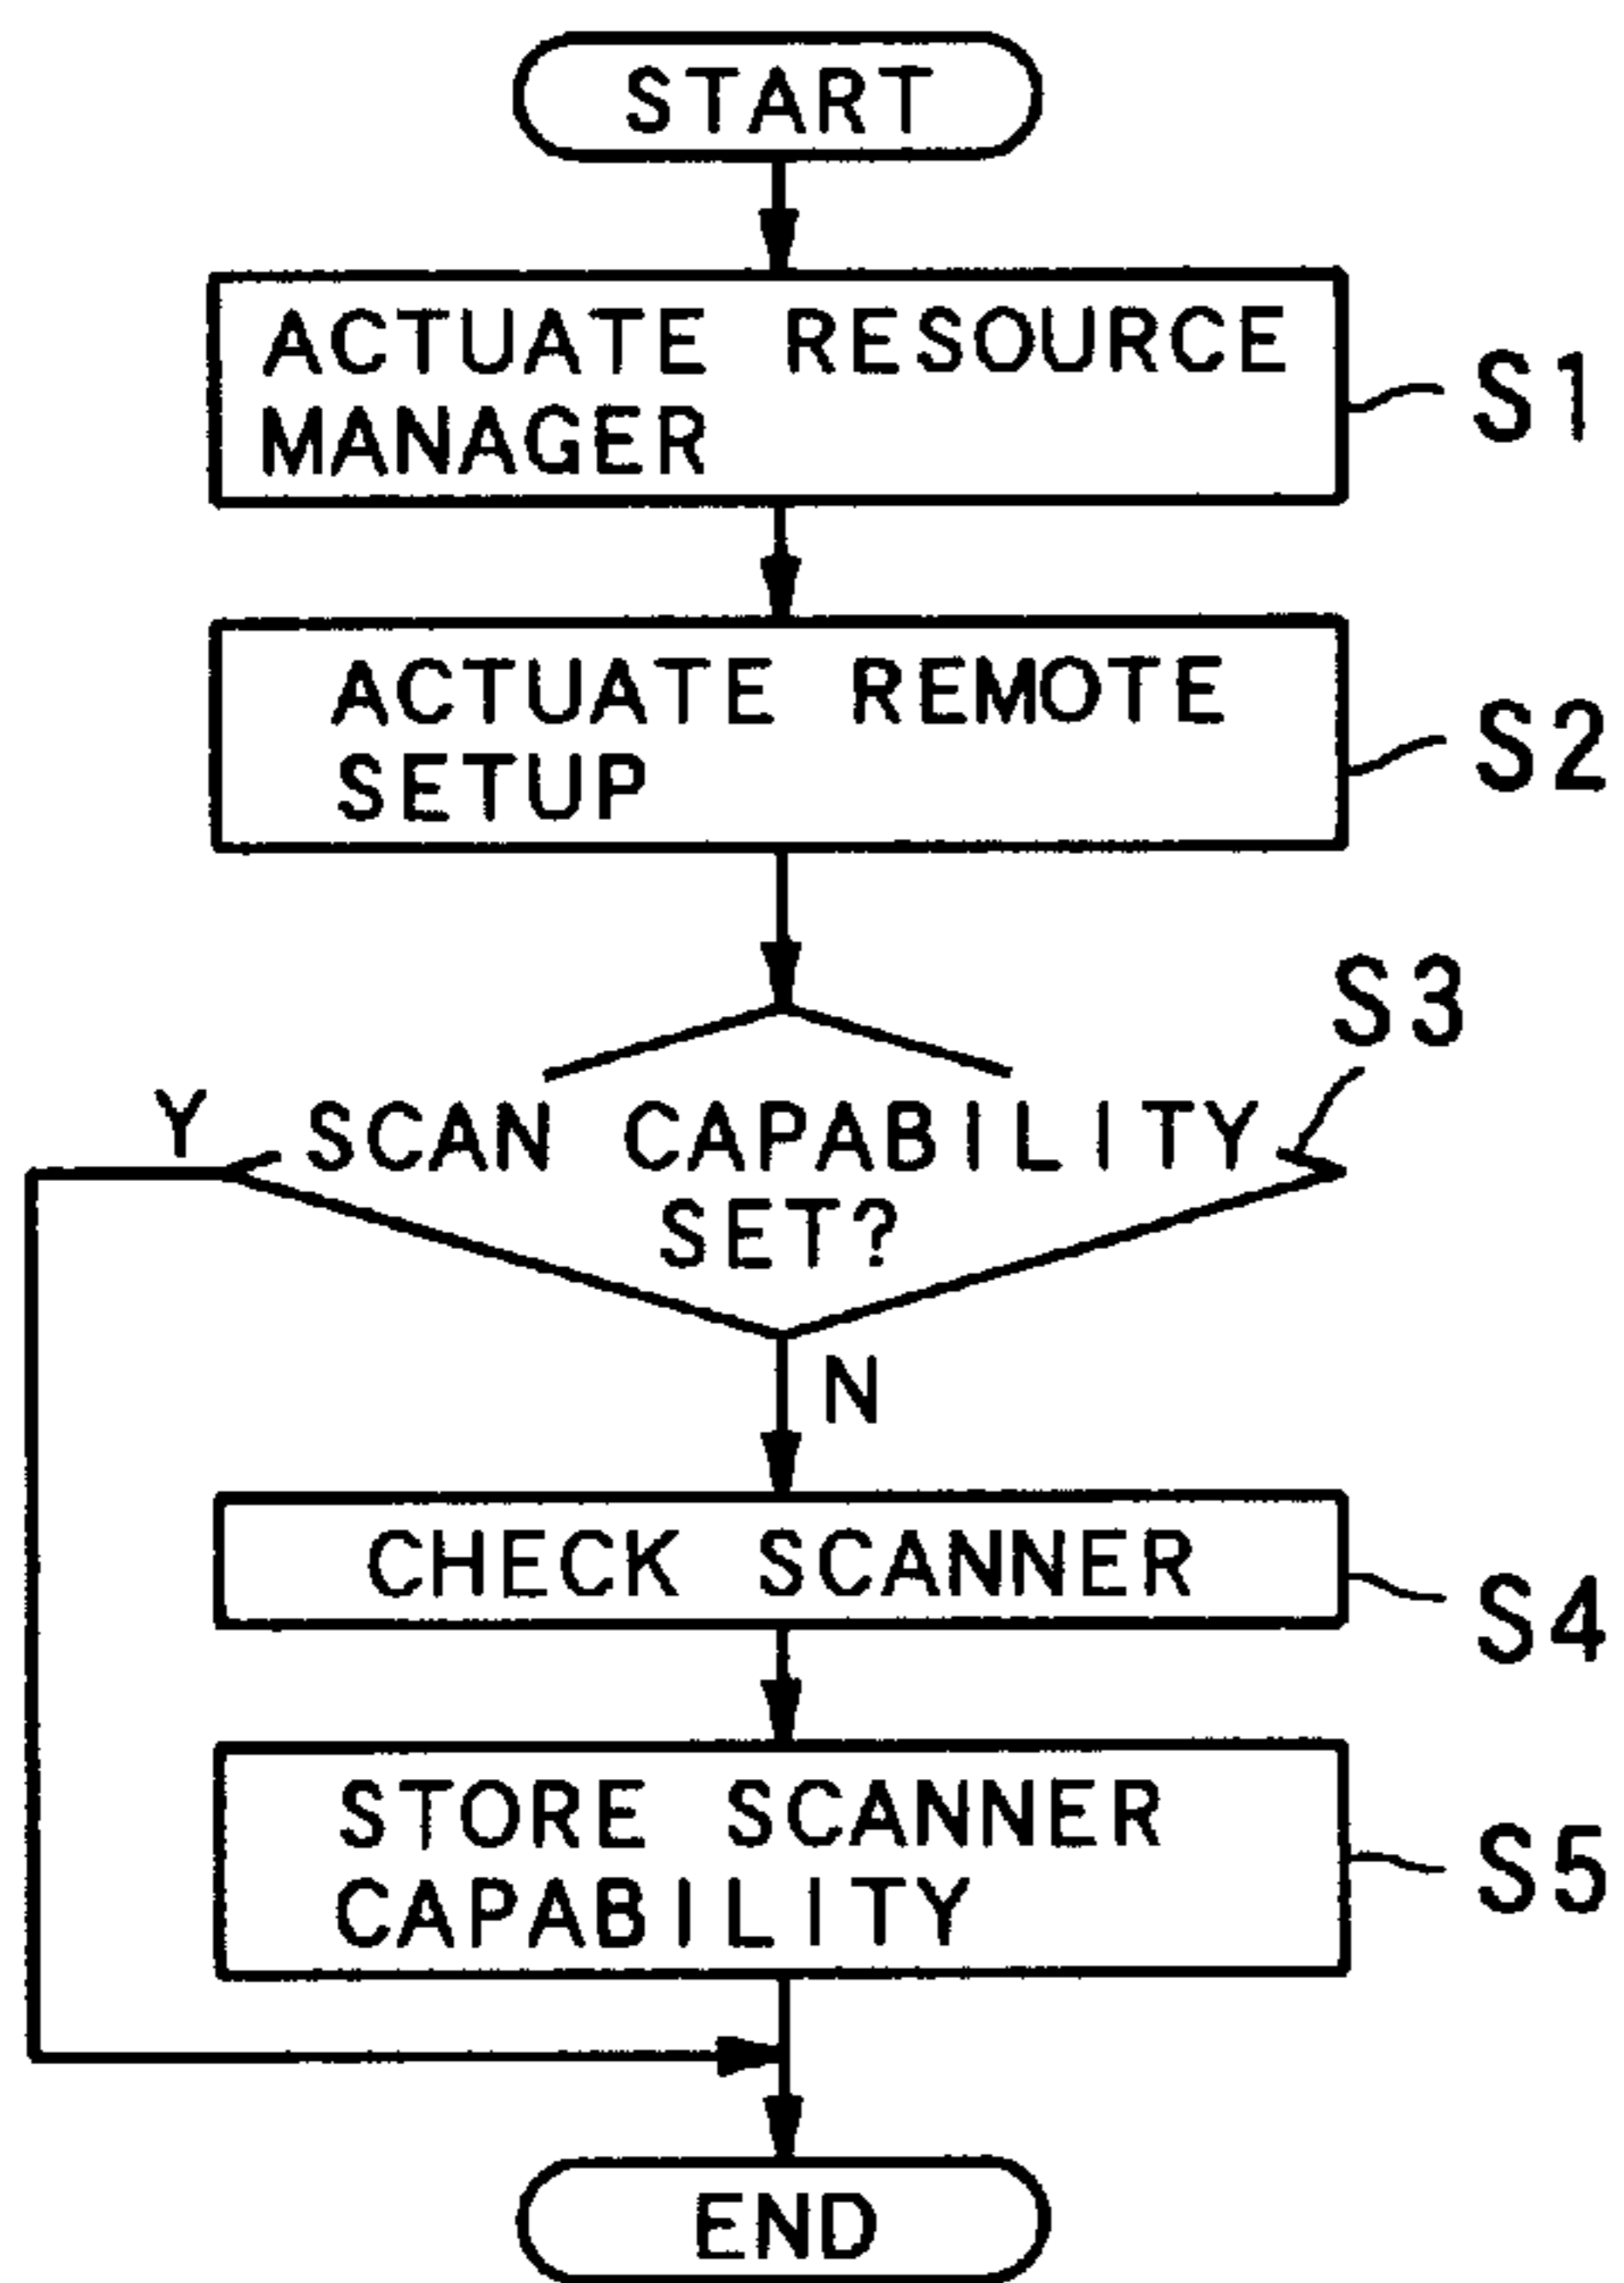 START
ACTUATE RESOURCE
MANAGER
S1
ACTUATE REMOTE
SETUP
S2
S3
Y
SCAN CAPABILITY
SET?
N
CHECK SCANNER
S4
STORE SCANNER
CAPABILITY
S5
END